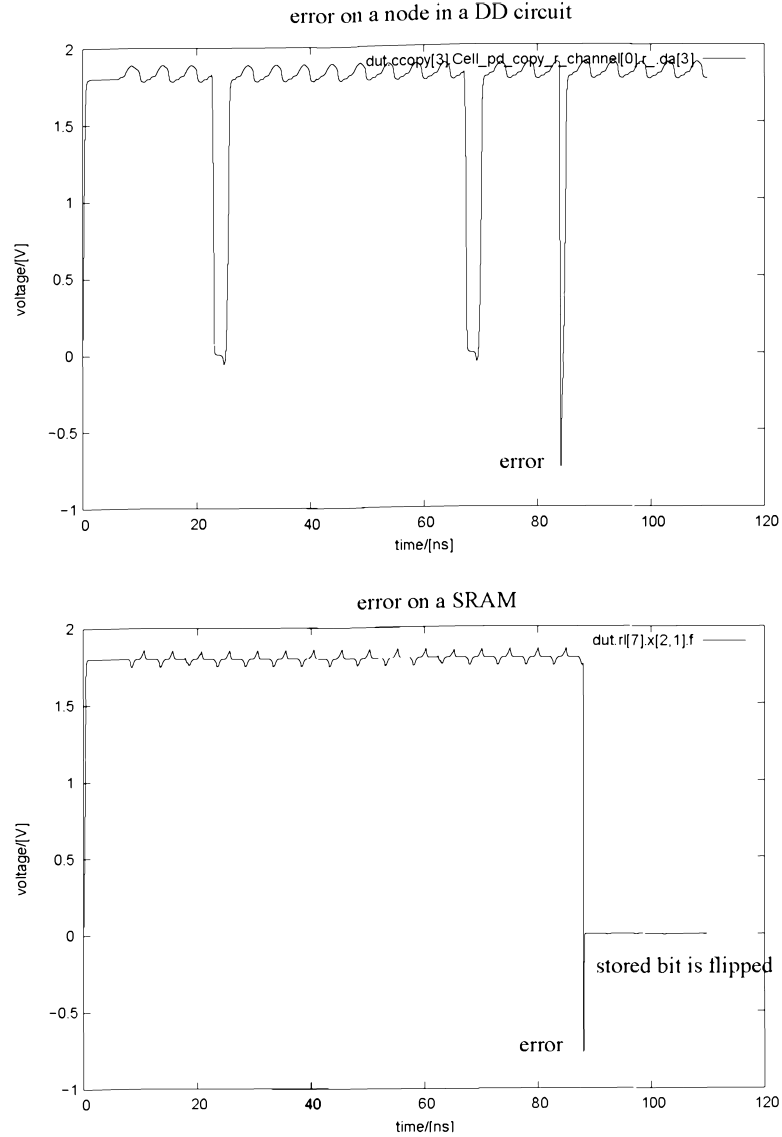 error on a node in a DD circuit
dut.ccopy[3].Cell_pd_copy_r_channel[0].r_.da[3]
2
1.5
1
0.5
0
−0.5
−1
voltage/[V]
error
0 20 40 60 80 100 120
time/[ns]
error on a SRAM
dut.rl[7].x[2,1].f
2
1.5
1
0.5
0
−0.5
−1
voltage/[V]
stored bit is flipped
error
0 20 40 60 80 100 120
time/[ns]